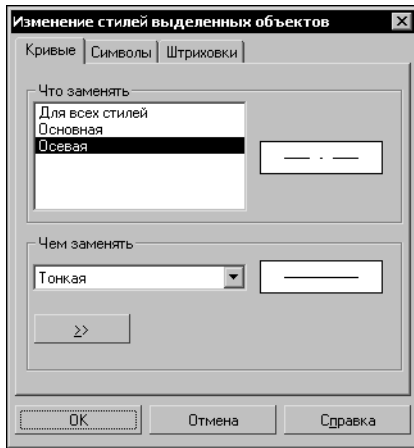 Изменение стилей выделенных объектов
Кривые Символы Штриховки
Что заменять
Для всех стилей
Основная
Осевая
Чем заменять
Тонкая
>>
OK Отмена Справка